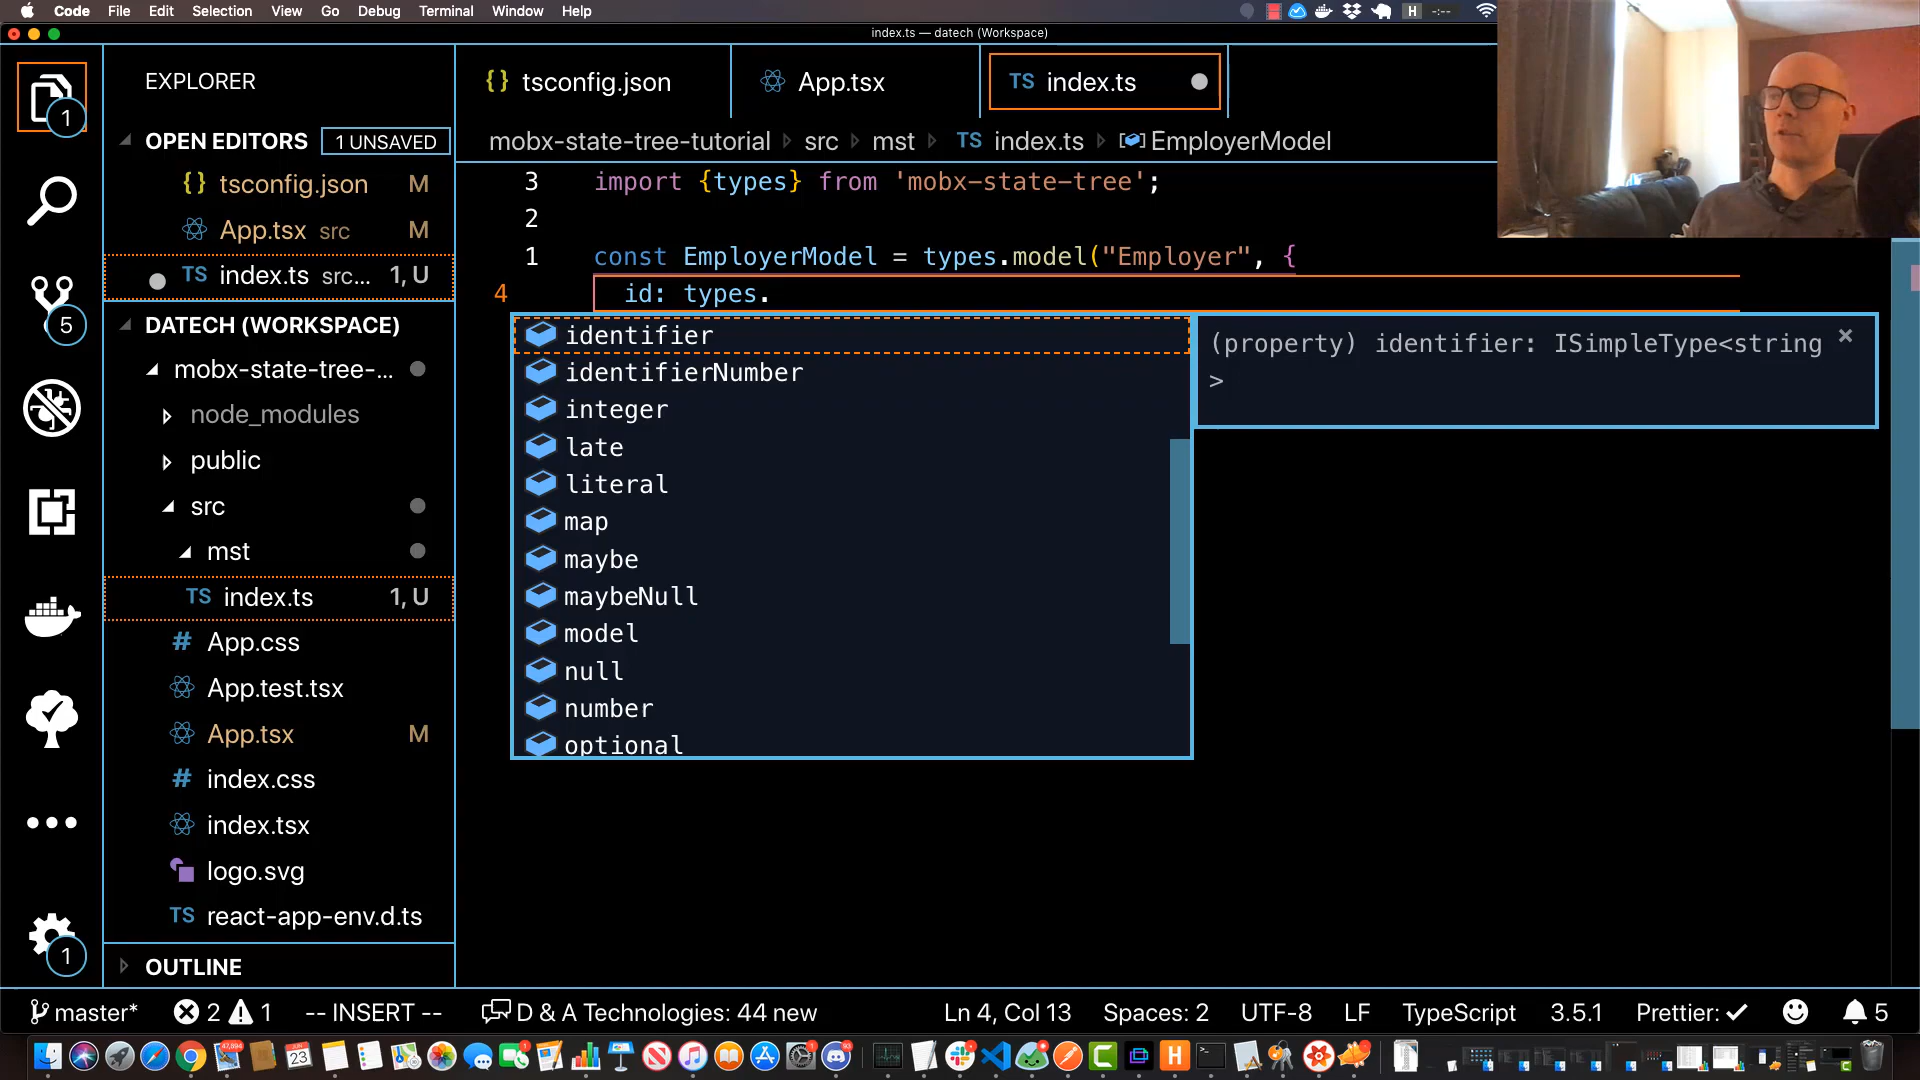 Code File Edit Selection View Go Debug Terminal Window Help
index.ts — datech (Workspace)
EXPLORER
OPEN EDITORS 1 UNSAVED
{} tsconfig.json M
App.tsx src M
TS index.ts src... 1, U
DATECH (WORKSPACE)
mobx-state-tree-...
node_modules
public
src
mst
TS index.ts 1, U
# App.css
App.test.tsx
App.tsx M
# index.css
index.tsx
logo.svg
TS react-app-env.d.ts
OUTLINE
1
5
1
{} tsconfig.json
App.tsx
TS index.ts
mobx-state-tree-tutorial › src › mst › TS index.ts › EmployerModel
3 import {types} from 'mobx-state-tree';
2
1 const EmployerModel = types.model("Employer", {
4 id: types.
identifier
identifierNumber
integer
late
literal
map
maybe
maybeNull
model
null
number
optional
(property) identifier: ISimpleType<string
>
master* 2 1 -- INSERT -- D & A Technologies: 44 new Ln 4, Col 13 Spaces: 2 UTF-8 LF TypeScript 3.5.1 Prettier: ✓ 5